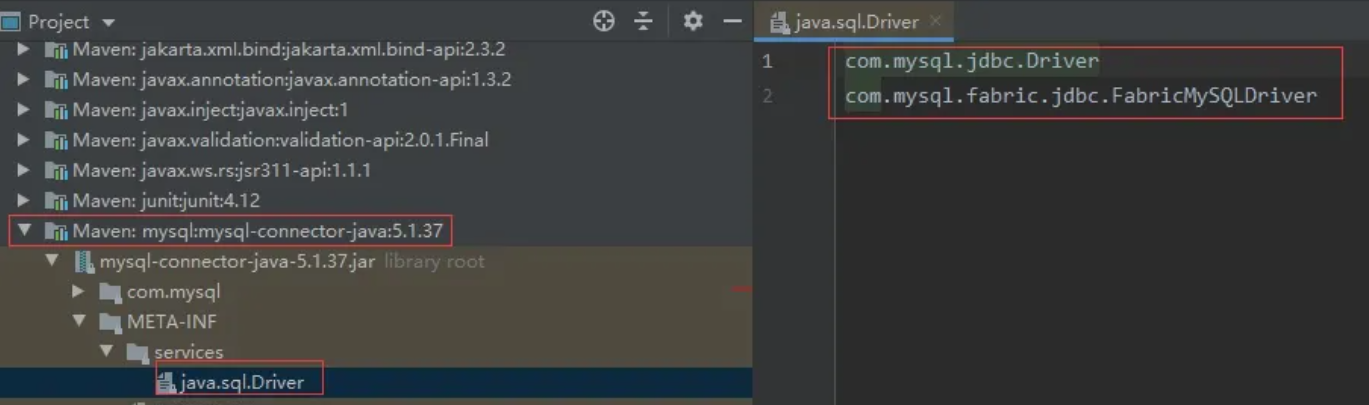 Project
Maven: jakarta.xml.bind:jakarta.xml.bind-api:2.3.2
Maven: javax.annotation:javax.annotation-api:1.3.2
Maven: javax.inject:javax.inject:1
Maven: javax.validation:validation-api:2.0.1.Final
Maven: javax.ws.rs:jsr311-api:1.1.1
Maven: junit:junit:4.12
Maven: mysql:mysql-connector-java:5.1.37
mysql-connector-java-5.1.37.jar library root
com.mysql
META-INF
services
java.sql.Driver
java.sql.Driver
1 com.mysql.jdbc.Driver
2 com.mysql.fabric.jdbc.FabricMySQLDriver